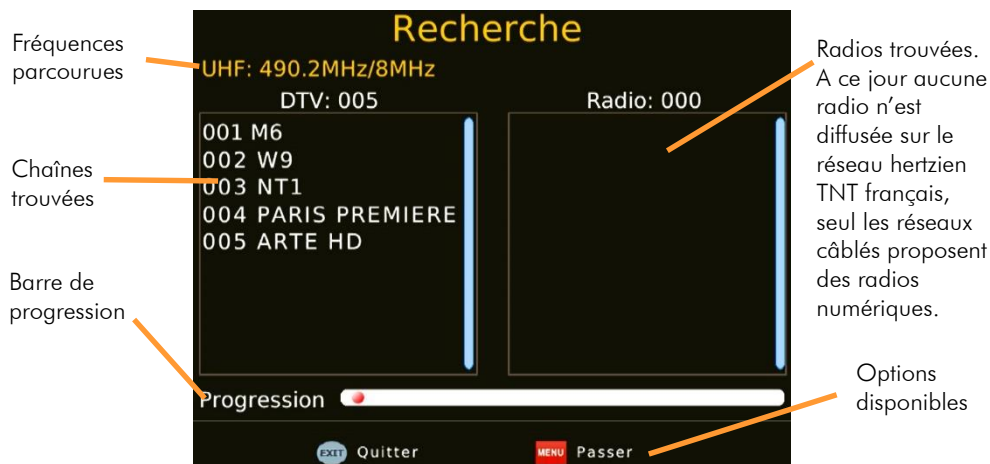 Recherche
Fréquences
parcourues
UHF: 490.2MHz/8MHz
DTV: 005
Radio: 000
001 M6
002 W9
003 NT1
004 PARIS PREMIERE
005 ARTE HD
Chaînes
trouvées
Radios trouvées.
A ce jour aucune
radio n'est
diffusée sur le
réseau hertzien
TNT français,
seul les réseaux
câblés proposent
des radios
numériques.
Barre de
progression
Progression
Options
disponibles
EXIT Quitter
MENU Passer